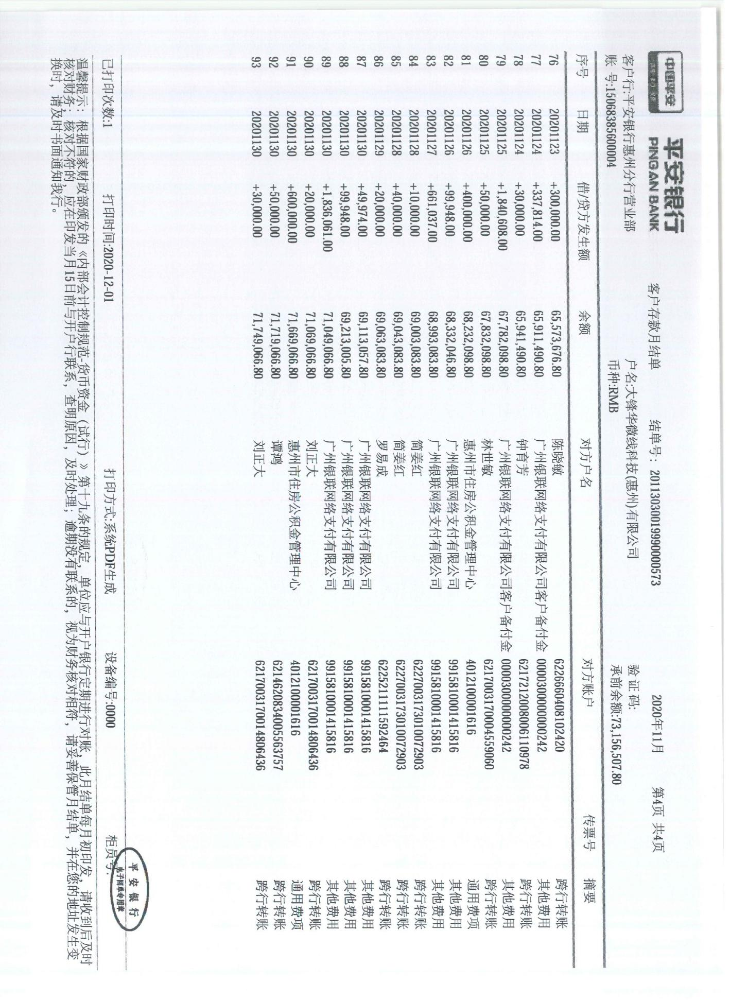 中国平安
平安银行
PING AN BANK
客户存款月结单 结单号: 20113030019990000573 2020年11月 第4页 共4页
客户行:平安银行惠州分行营业部 户名:大锋华微线科技(惠州)有限公司 验 证 码:
账 号:15068385600004 币种:RMB 承前余额:73,156,507.80
序号 日期 借/贷方发生额 余额 对方户名 对方账户 传票号 摘要
76 20201123 +300,000.00 65,573,676.80 陈晓敏 6226660408102420 跨行转账
77 20201124 +337,814.00 65,911,490.80 广州银联网络支付有限公司客户备付金 0000300000000242 其他费用
78 20201124 +30,000.00 65,941,490.80 钟育芳 6217212008006110978 跨行转账
79 20201125 +1,840,608.00 67,782,098.80 广州银联网络支付有限公司客户备付金 0000300000000242 其他费用
80 20201125 +50,000.00 67,832,098.80 林世敏 6217003170004559060 跨行转账
81 20201126 +400,000.00 68,232,098.80 惠州市住房公积金管理中心 4012100001616 通用费项
82 20201126 +99,948.00 68,332,046.80 广州银联网络支付有限公司 9915810001415816 其他费用
83 20201127 +661,037.00 68,993,083.80 广州银联网络支付有限公司 9915810001415816 其他费用
84 20201128 +10,000.00 69,003,083.80 简姜红 6227003173010072903 跨行转账
85 20201128 +40,000.00 69,043,083.80 简姜红 6227003173010072903 跨行转账
86 20201129 +20,000.00 69,063,083.80 罗易成 6225211111592464 跨行转账
87 20201130 +49,974.00 69,113,057.80 广州银联网络支付有限公司 9915810001415816 其他费用
88 20201130 +99,948.00 69,213,005.80 广州银联网络支付有限公司 9915810001415816 其他费用
89 20201130 +1,836,061.00 71,049,066.80 广州银联网络支付有限公司 9915810001415816 其他费用
90 20201130 +20,000.00 71,069,066.80 刘正大 6217003170014806436 跨行转账
91 20201130 +600,000.00 71,669,066.80 惠州市住房公积金管理中心 4012100001616 通用费项
92 20201130 +50,000.00 71,719,066.80 谭鸿 6214620834005563757 跨行转账
93 20201130 +30,000.00 71,749,066.80 刘正大 6217003170014806436 跨行转账
平 安 银 行
电子回单专用章
已打印次数:1 打印时间:2020-12-01 打印方式:系统PDF生成 设备编号:0000 柜员号:
温馨提示：根据国家财政部颁发的《内部会计控制规范-货币资金（试行）》第十九条的规定，单位应与开户银行定期进行对账，此月结单每月初印发，请收到后及时
核对财务；核对不符的，应在印发当月15日前与开户行联系，查明原因，及时处理；逾期没有联系的，视为财务核对相符，请妥善保管月结单，并在您的地址发生变
换时，请及时书面通知我行。